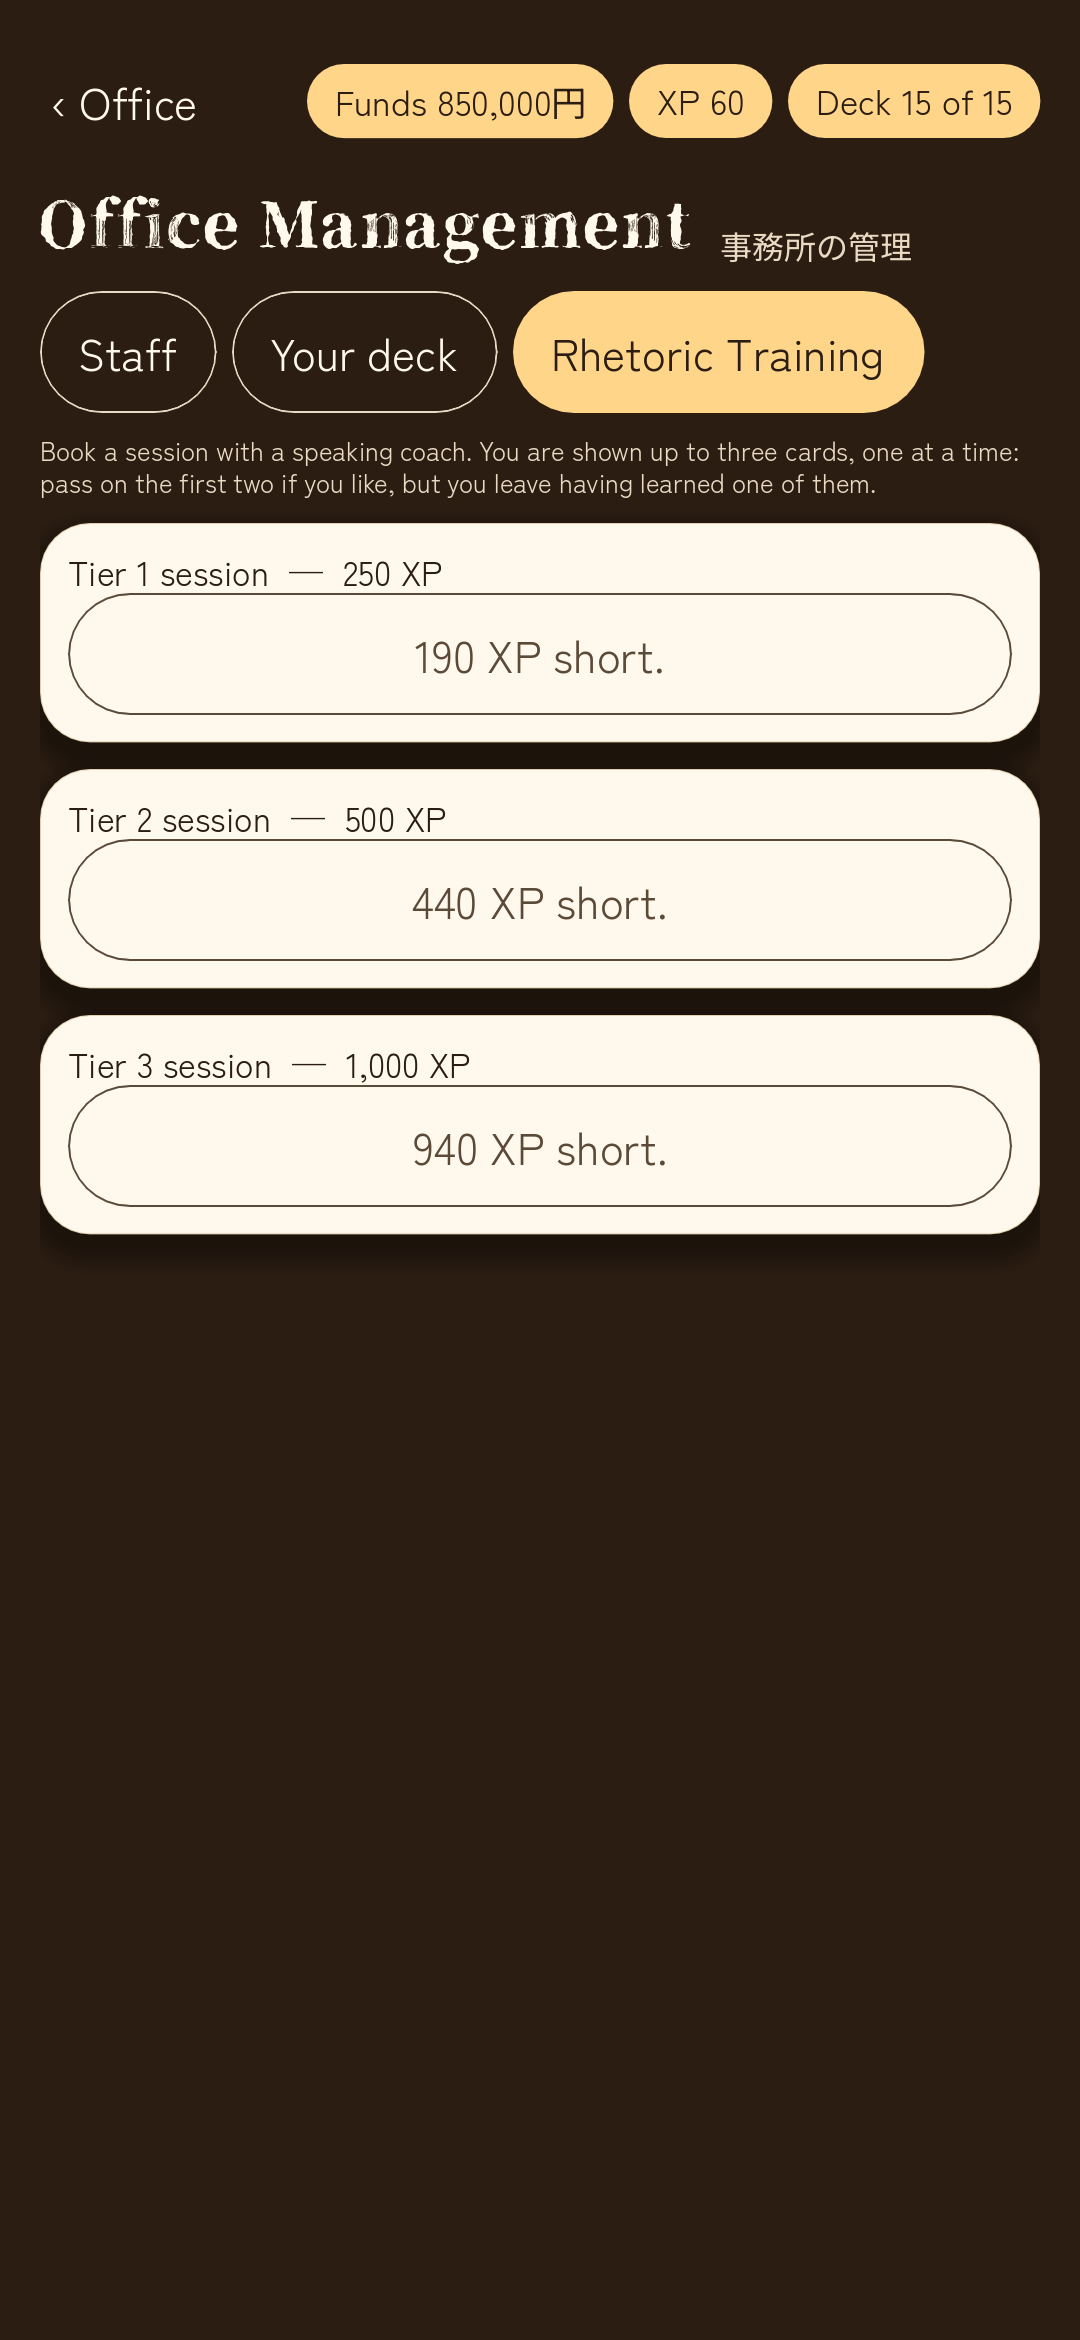 ‹ Office
Funds 850,000円
XP 60
Deck 15 of 15
Office Management 事務所の管理
Staff
Your deck
Rhetoric Training
Book a session with a speaking coach. You are shown up to three cards, one at a time:
pass on the first two if you like, but you leave having learned one of them.
Tier 1 session — 250 XP
190 XP short.
Tier 2 session — 500 XP
440 XP short.
Tier 3 session — 1,000 XP
940 XP short.